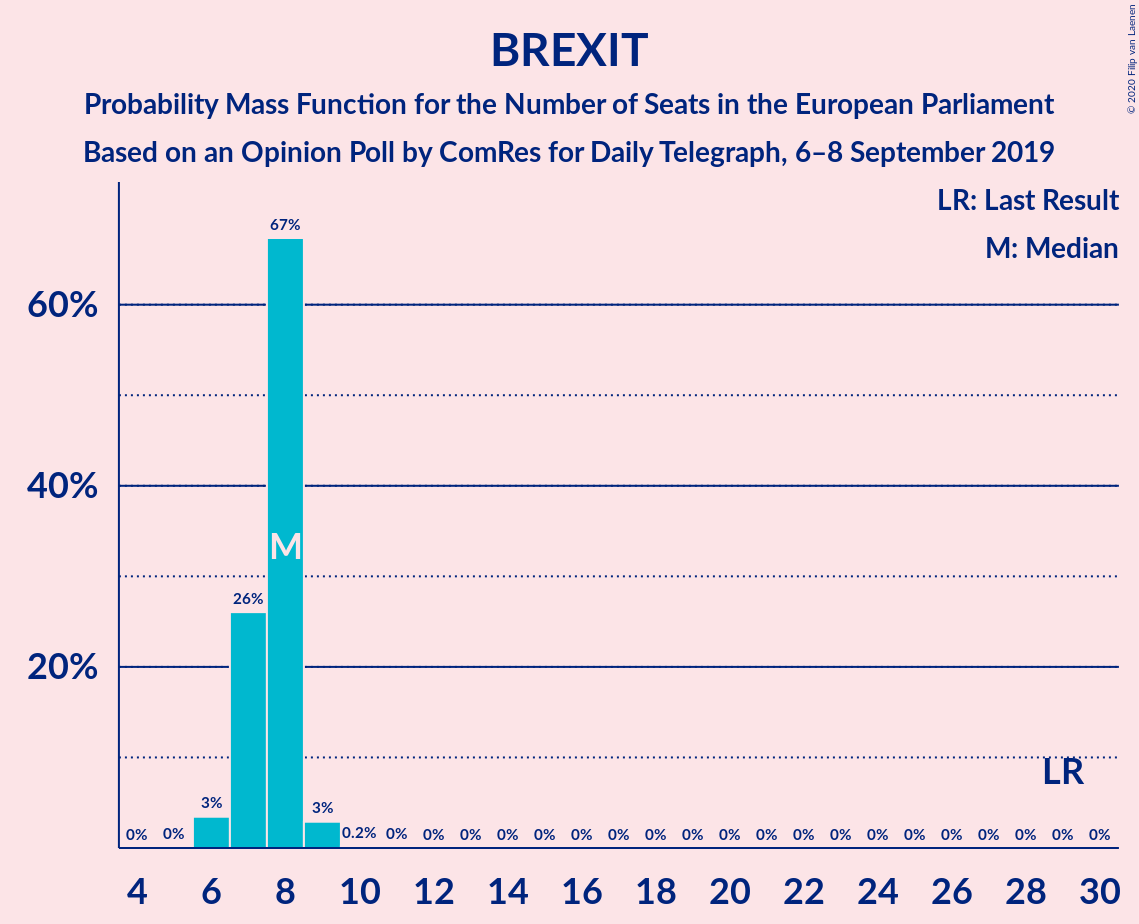 BREXIT
Probability Mass Function for the Number of Seats in the European Parliament
Based on an Opinion Poll by ComRes for Daily Telegraph, 6–8 September 2019
© 2020 Filip van Laenen
LR: Last Result
M: Median
60%
40%
20%
67%
M
26%
3%
3%
LR
0% 0% 0.2% 0% 0% 0% 0% 0% 0% 0% 0% 0% 0% 0% 0% 0% 0% 0% 0% 0% 0% 0% 0%
4 6 8 10 12 14 16 18 20 22 24 26 28 30